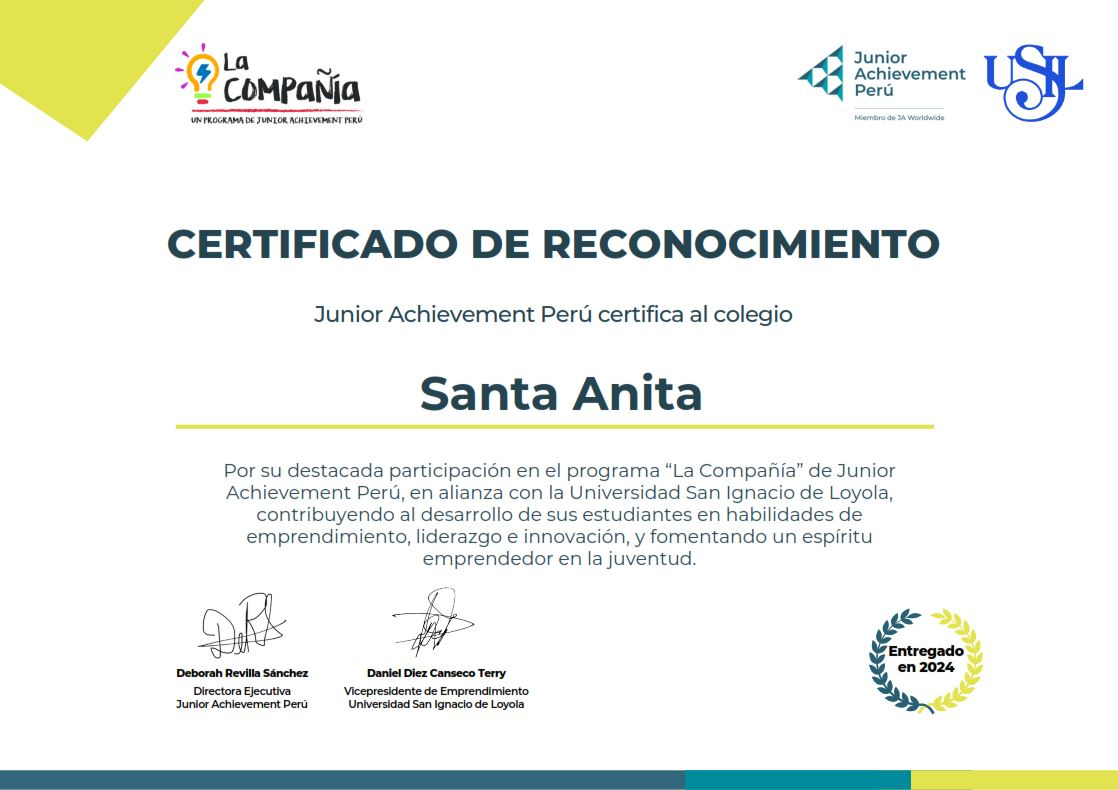 La
COMPAÑÍA
UN PROGRAMA DE JUNIOR ACHIEVEMENT PERÚ
Junior
Achievement
Perú
Miembro de JA Worldwide
USIL
CERTIFICADO DE RECONOCIMIENTO
Junior Achievement Perú certifica al colegio
Santa Anita
Por su destacada participación en el programa “La Compañía” de Junior
Achievement Perú, en alianza con la Universidad San Ignacio de Loyola,
contribuyendo al desarrollo de sus estudiantes en habilidades de
emprendimiento, liderazgo e innovación, y fomentando un espíritu
emprendedor en la juventud.
Deborah Revilla Sánchez
Directora Ejecutiva
Junior Achievement Perú
Daniel Diez Canseco Terry
Vicepresidente de Emprendimiento
Universidad San Ignacio de Loyola
Entregado
en 2024